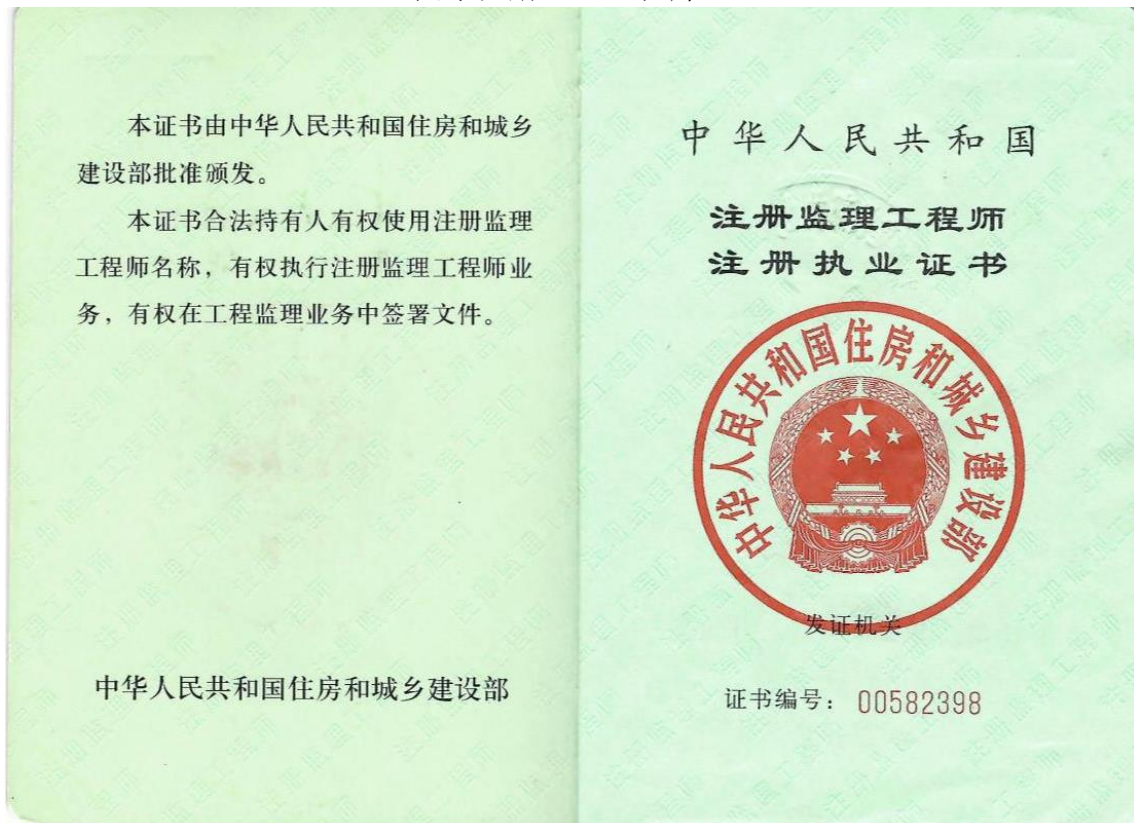 本证书由中华人民共和国住房和城乡
建设部批准颁发。
本证书合法持有人有权使用注册监理
工程师名称，有权执行注册监理工程师业
务，有权在工程监理业务中签署文件。
中华人民共和国住房和城乡建设部
中华人民共和国
注册监理工程师
注册执业证书
中华人民共和国住房和城乡建设部
发证机关
证书编号：00582398